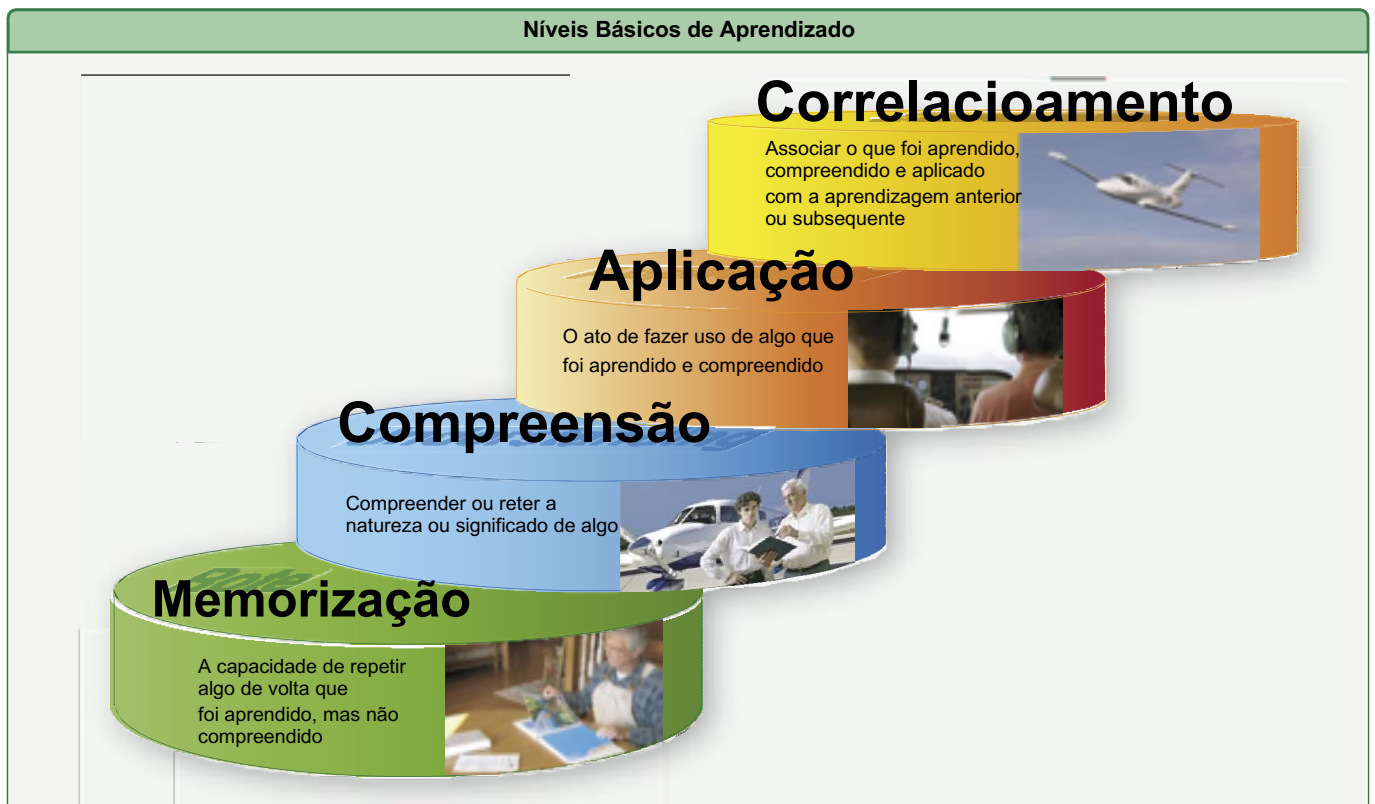 Níveis Básicos de Aprendizado
Correlacioamento
Associar o que foi aprendido,
compreendido e aplicado
com a aprendizagem anterior
ou subsequente
Aplicação
O ato de fazer uso de algo que
foi aprendido e compreendido
Compreensão
Compreender ou reter a
natureza ou significado de algo
Memorização
A capacidade de repetir
algo de volta que
foi aprendido, mas não
compreendido